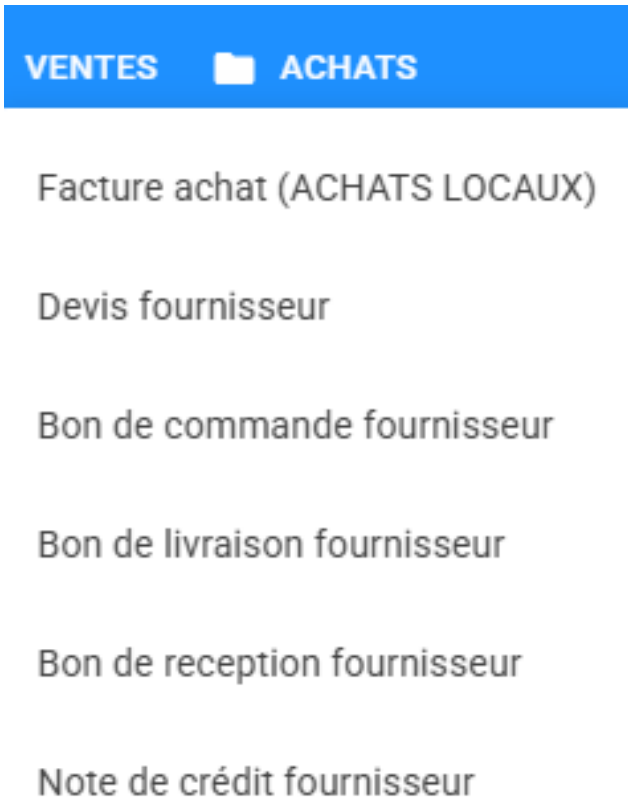 VENTES ACHATS
Facture achat (ACHATS LOCAUX)
Devis fournisseur
Bon de commande fournisseur
Bon de livraison fournisseur
Bon de reception fournisseur
Note de crédit fournisseur